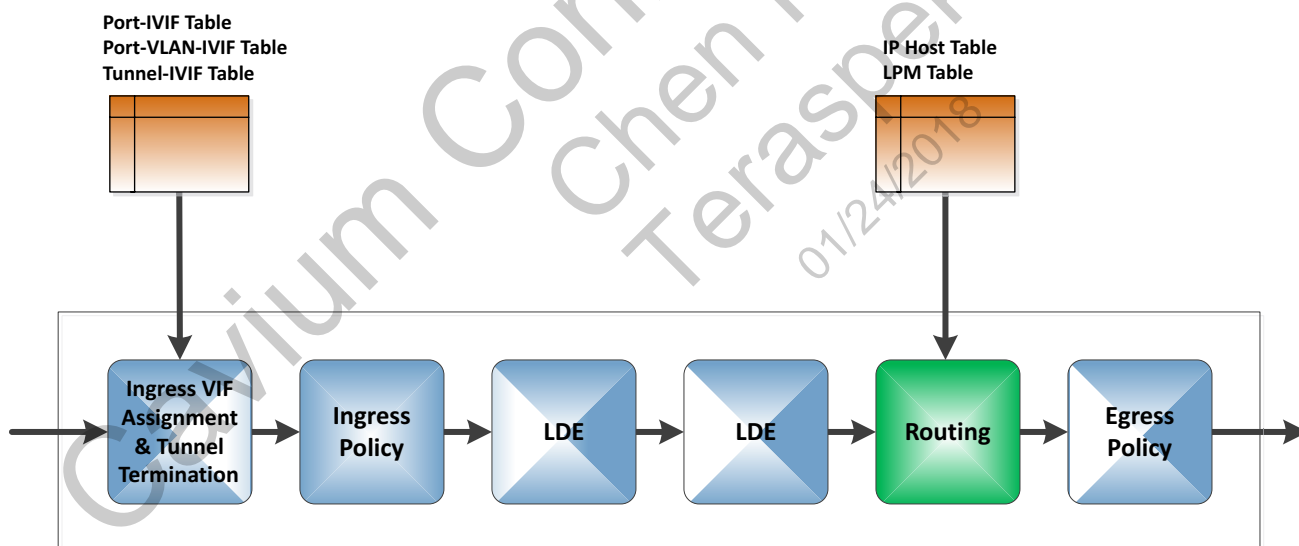 Port-IVIF Table
Port-VLAN-IVIF Table
Tunnel-IVIF Table
IP Host Table
LPM Table
Ingress VIF
Assignment
& Tunnel
Termination
Ingress
Policy
LDE
LDE
Routing
Egress
Policy
Cavium
Chen
01/24/2018